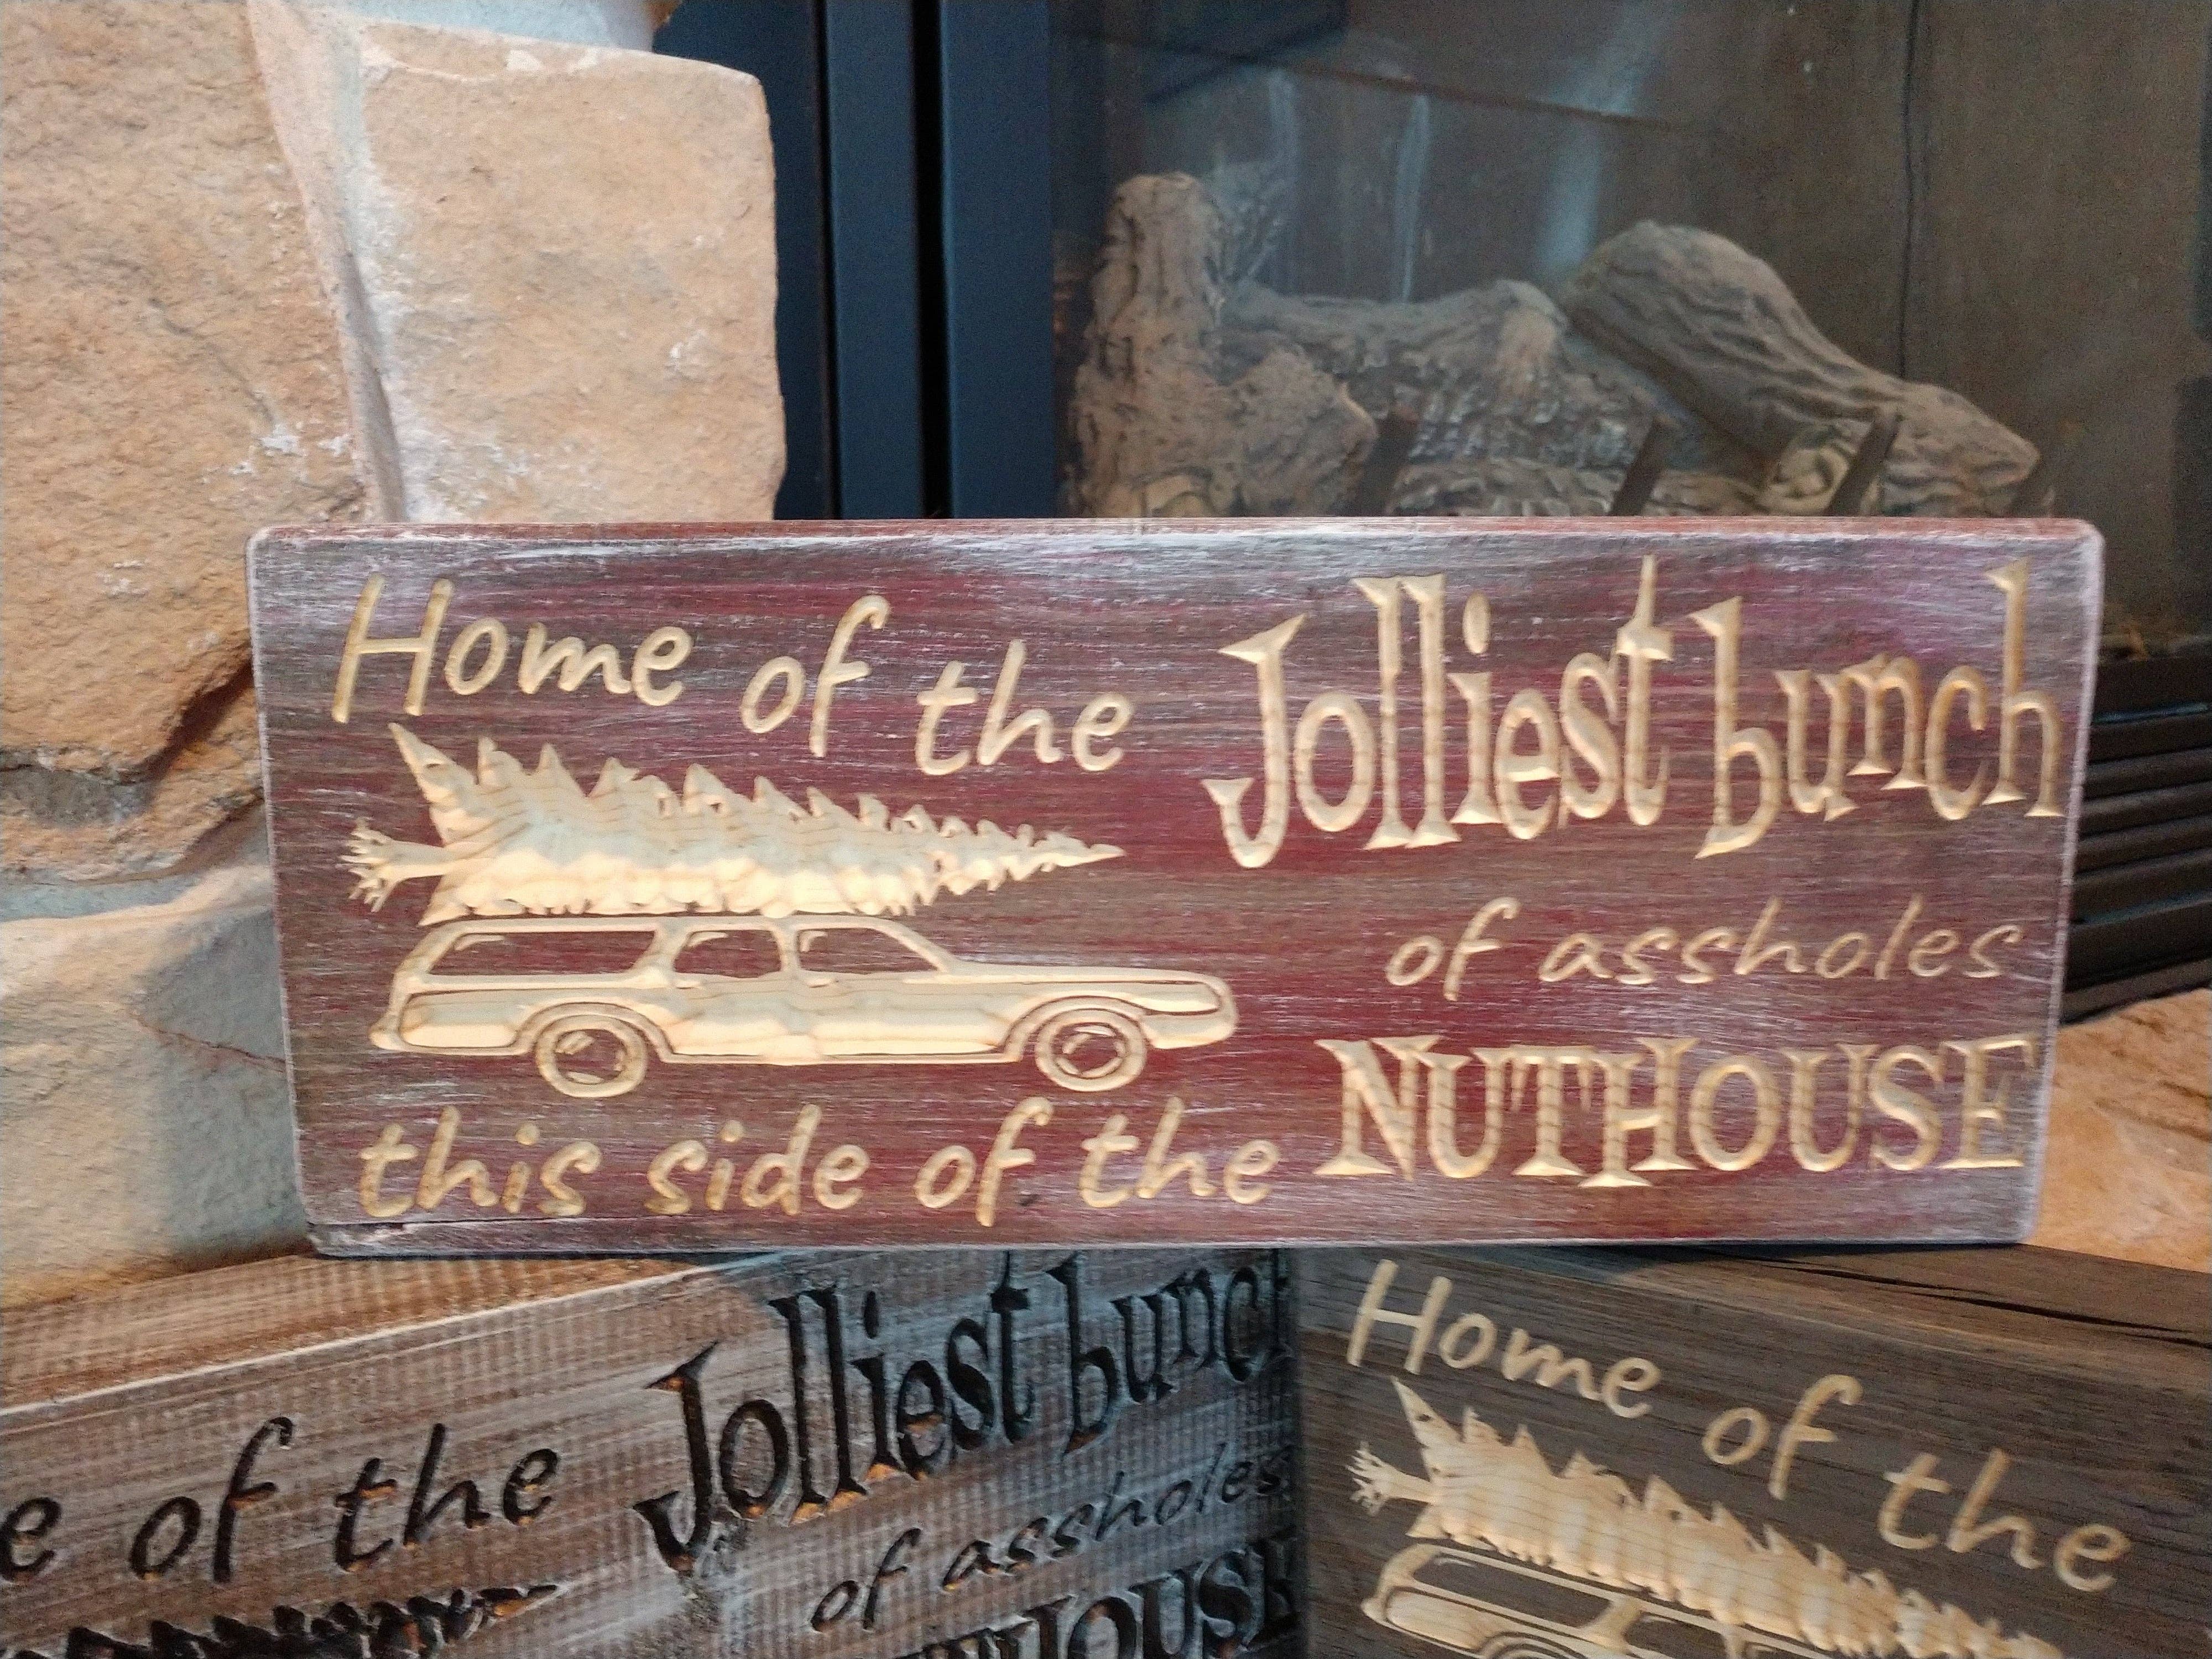 Home of the Jolliest bunch
of assholes
this side of the NUTHOUSE
e of the Jolliest bunch
of assholes
Home of the